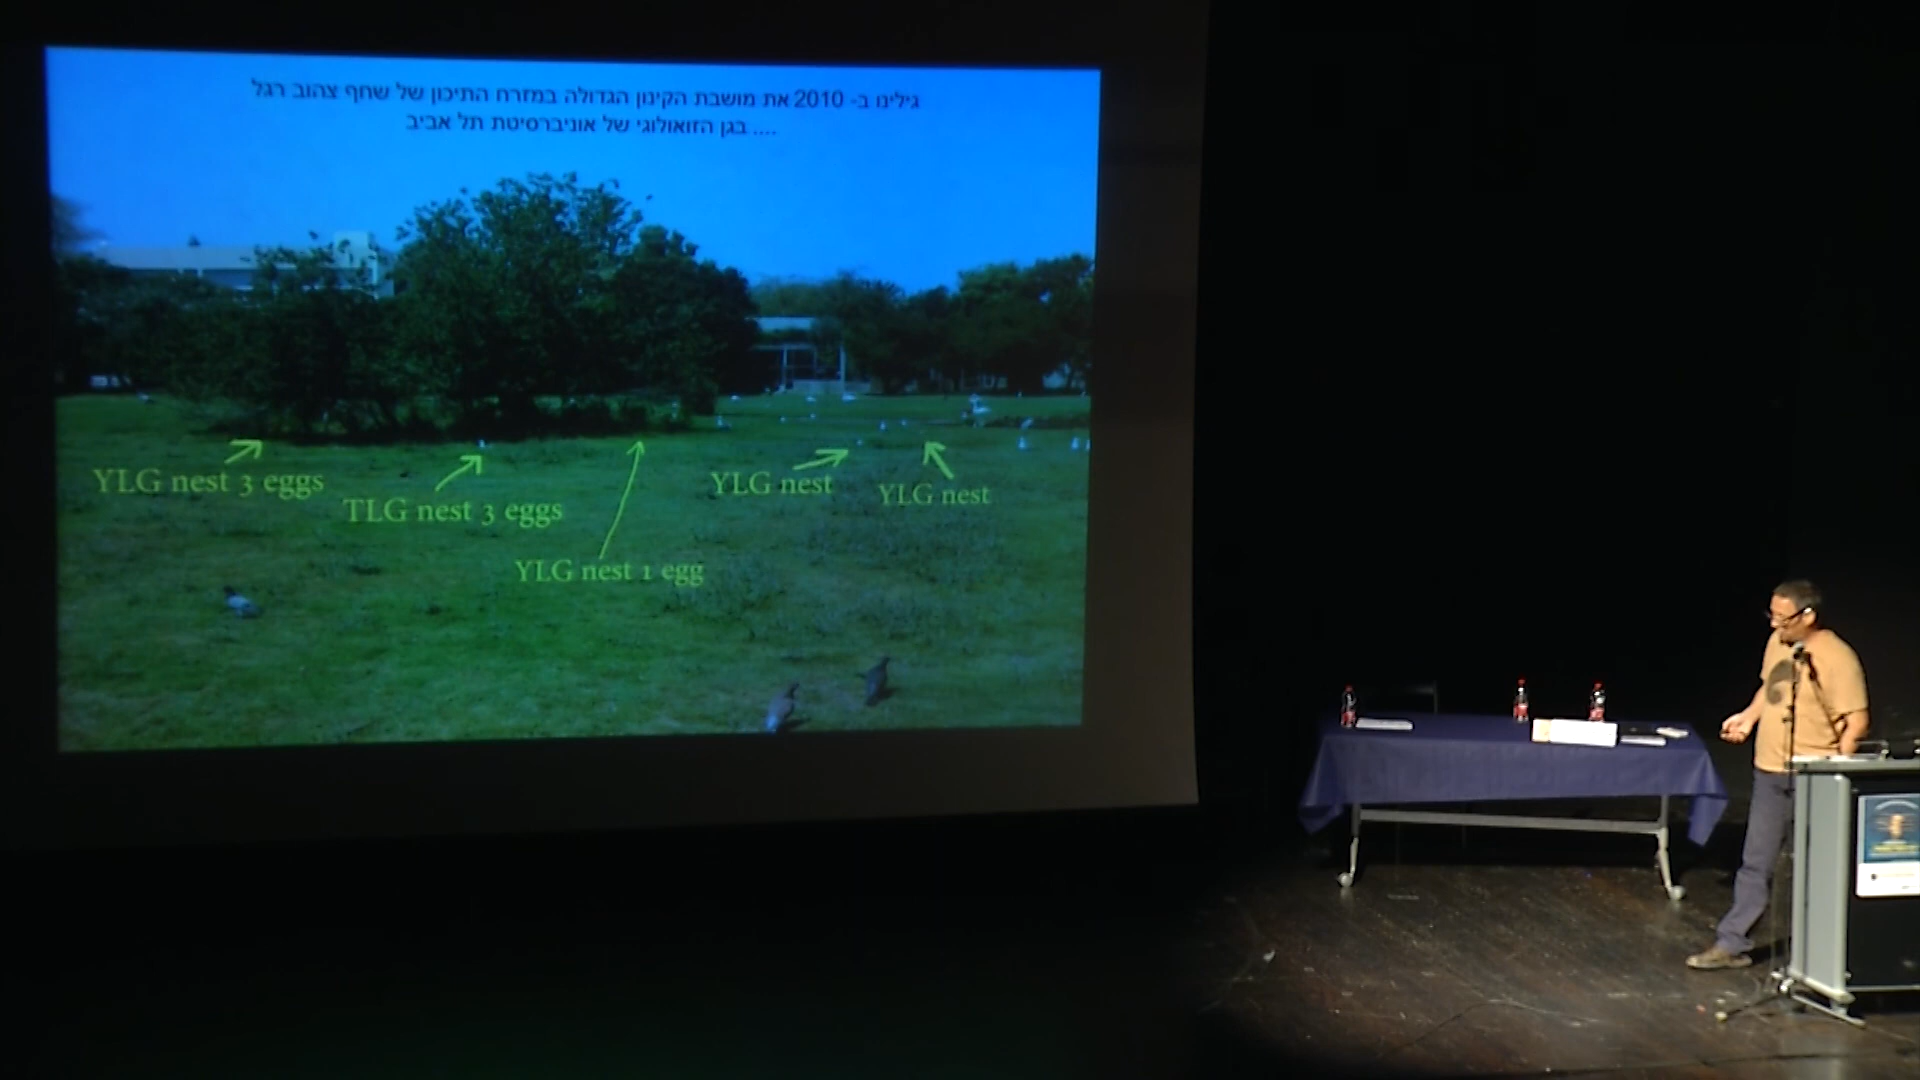 גילינו ב- 2010 את מושבת הקינון הגדולה במזרח התיכון של שחף צהוב רגל
.... בגן הזואולוגי של אוניברסיטת תל אביב
YLG nest 3 eggs
TLG nest 3 eggs
YLG nest 1 egg
YLG nest
YLG nest